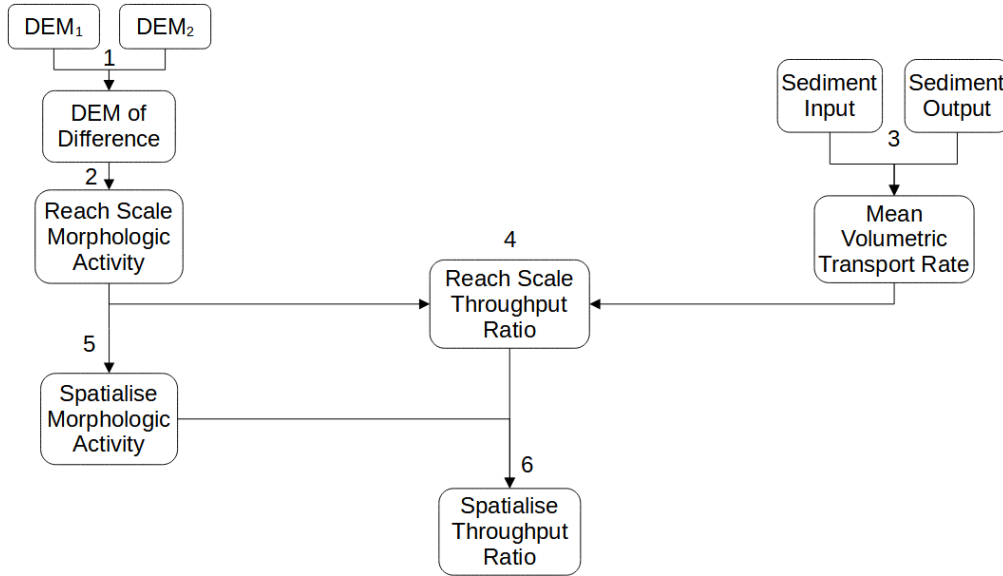 DEM₁
DEM₂
1
DEM of
Difference
2
Reach Scale
Morphologic
Activity
Sediment
Input
Sediment
Output
3
Mean
Volumetric
Transport Rate
4
Reach Scale
Throughput
Ratio
5
Spatialise
Morphologic
Activity
6
Spatialise
Throughput
Ratio